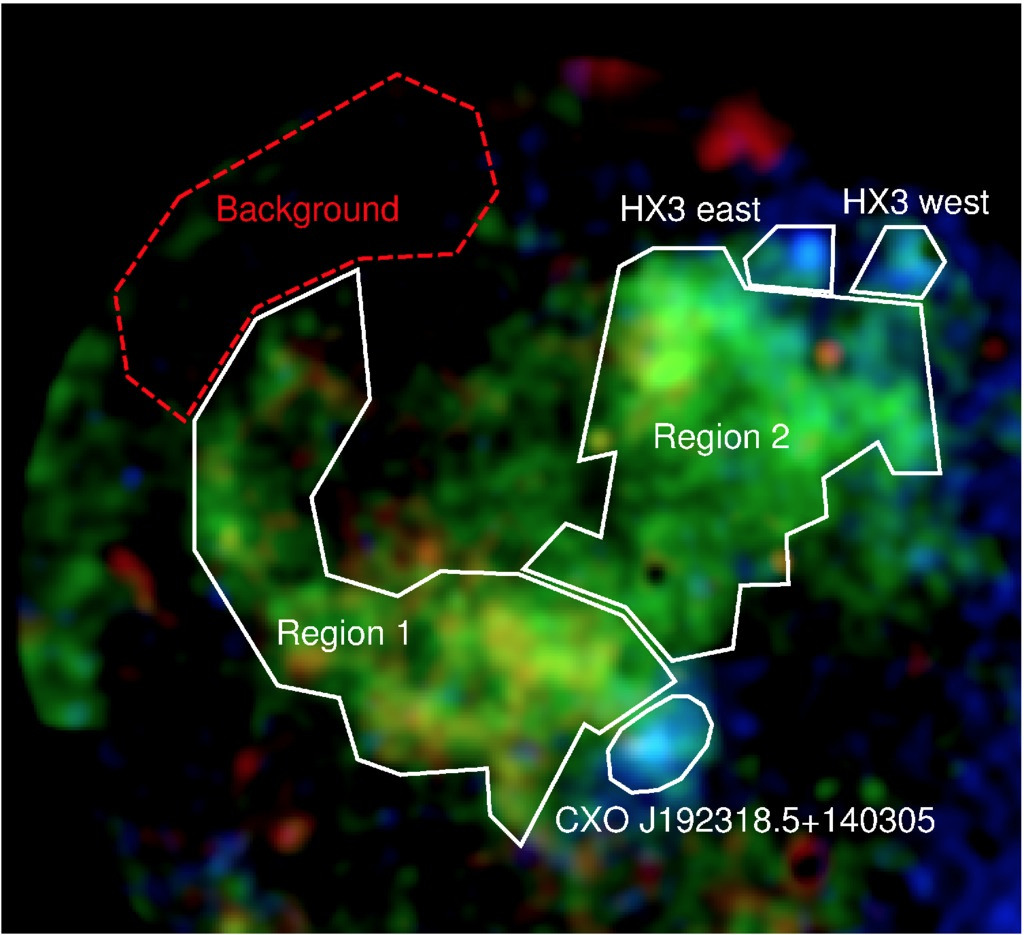 Background
HX3 east
HX3 west
Region 2
Region 1
CXO J192318.5+140305